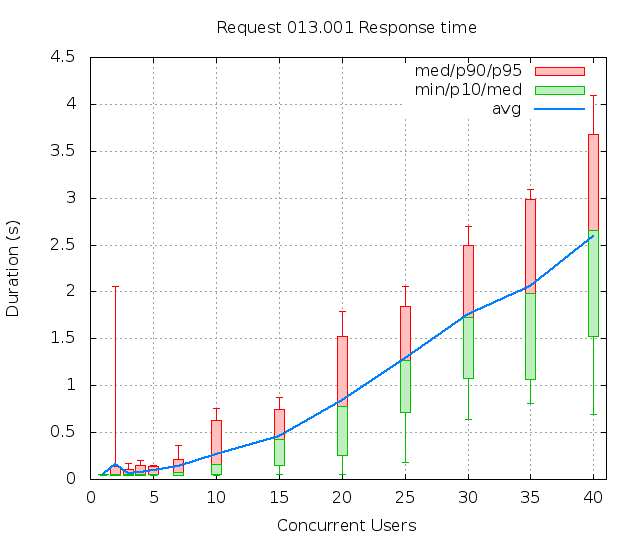 Request 013.001 Response time
med/p90/p95
min/p10/med
avg
Duration (s)
4.5
4
3.5
3
2.5
2
1.5
1
0.5
0
0 5 10 15 20 25 30 35 40
Concurrent Users